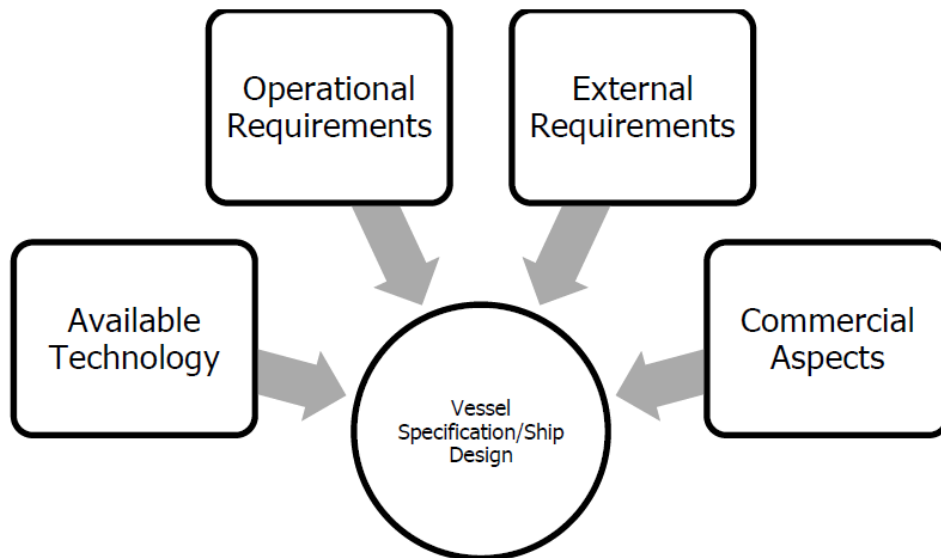 Operational
Requirements
External
Requirements
Available
Technology
Commercial
Aspects
Vessel
Specification/Ship
Design